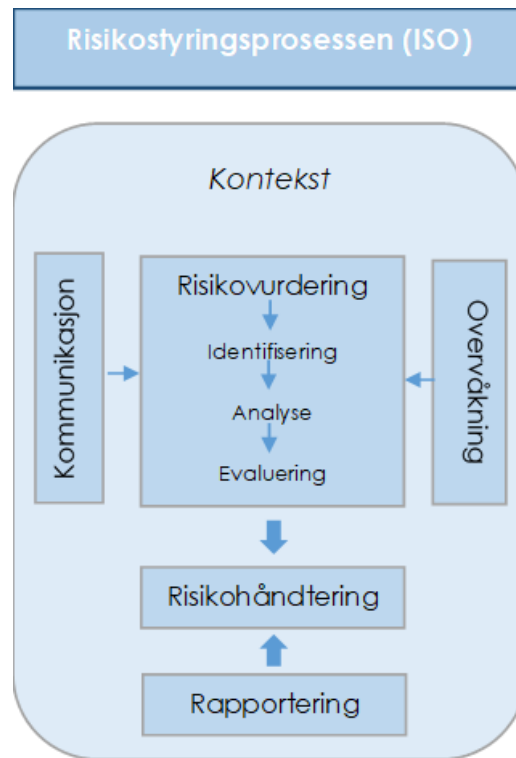 Risikostyringsprosessen (ISO)
Kontekst
Kommunikasjon
Risikovurdering
Identifisering
Analyse
Evaluering
Overvåkning
Risikohåndtering
Rapportering